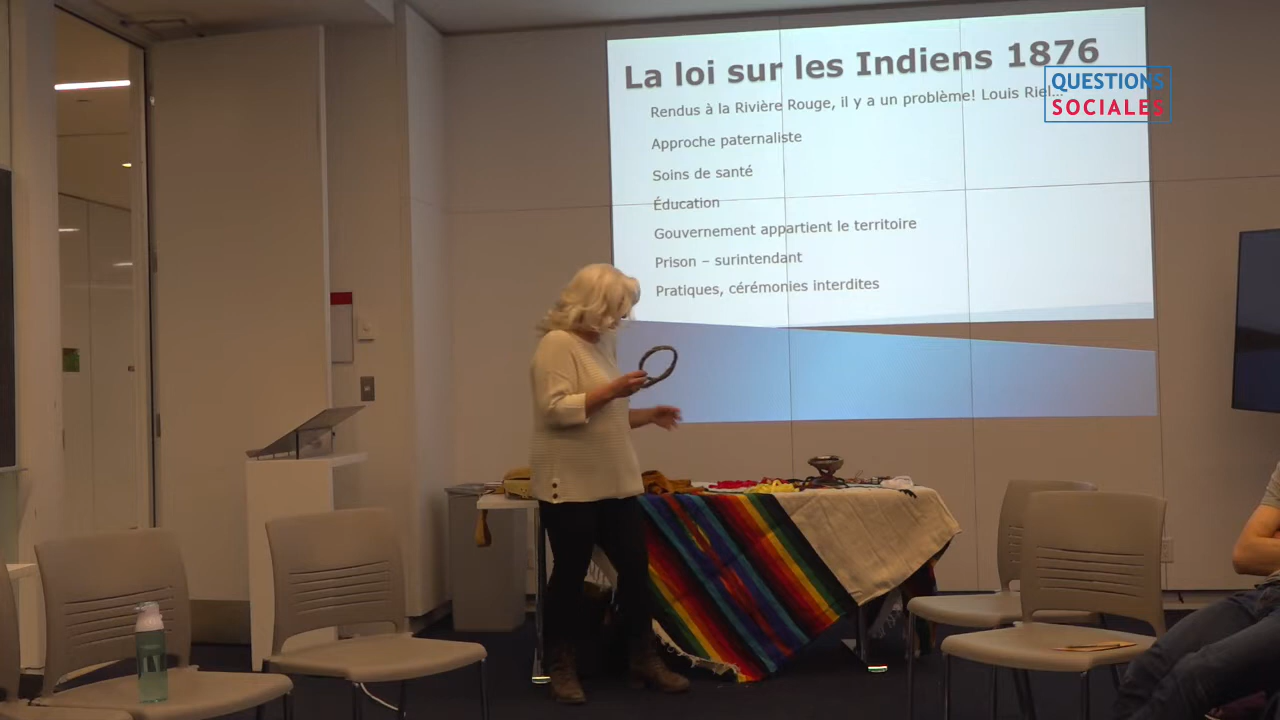 La loi sur les Indiens 1876
Rendus à la Rivière Rouge, il y a un problème! Louis Riel...
Approche paternaliste
Soins de santé
Éducation
Gouvernement appartient le territoire
Prison – surintendant
Pratiques, cérémonies interdites
QUESTIONS
SOCIALES